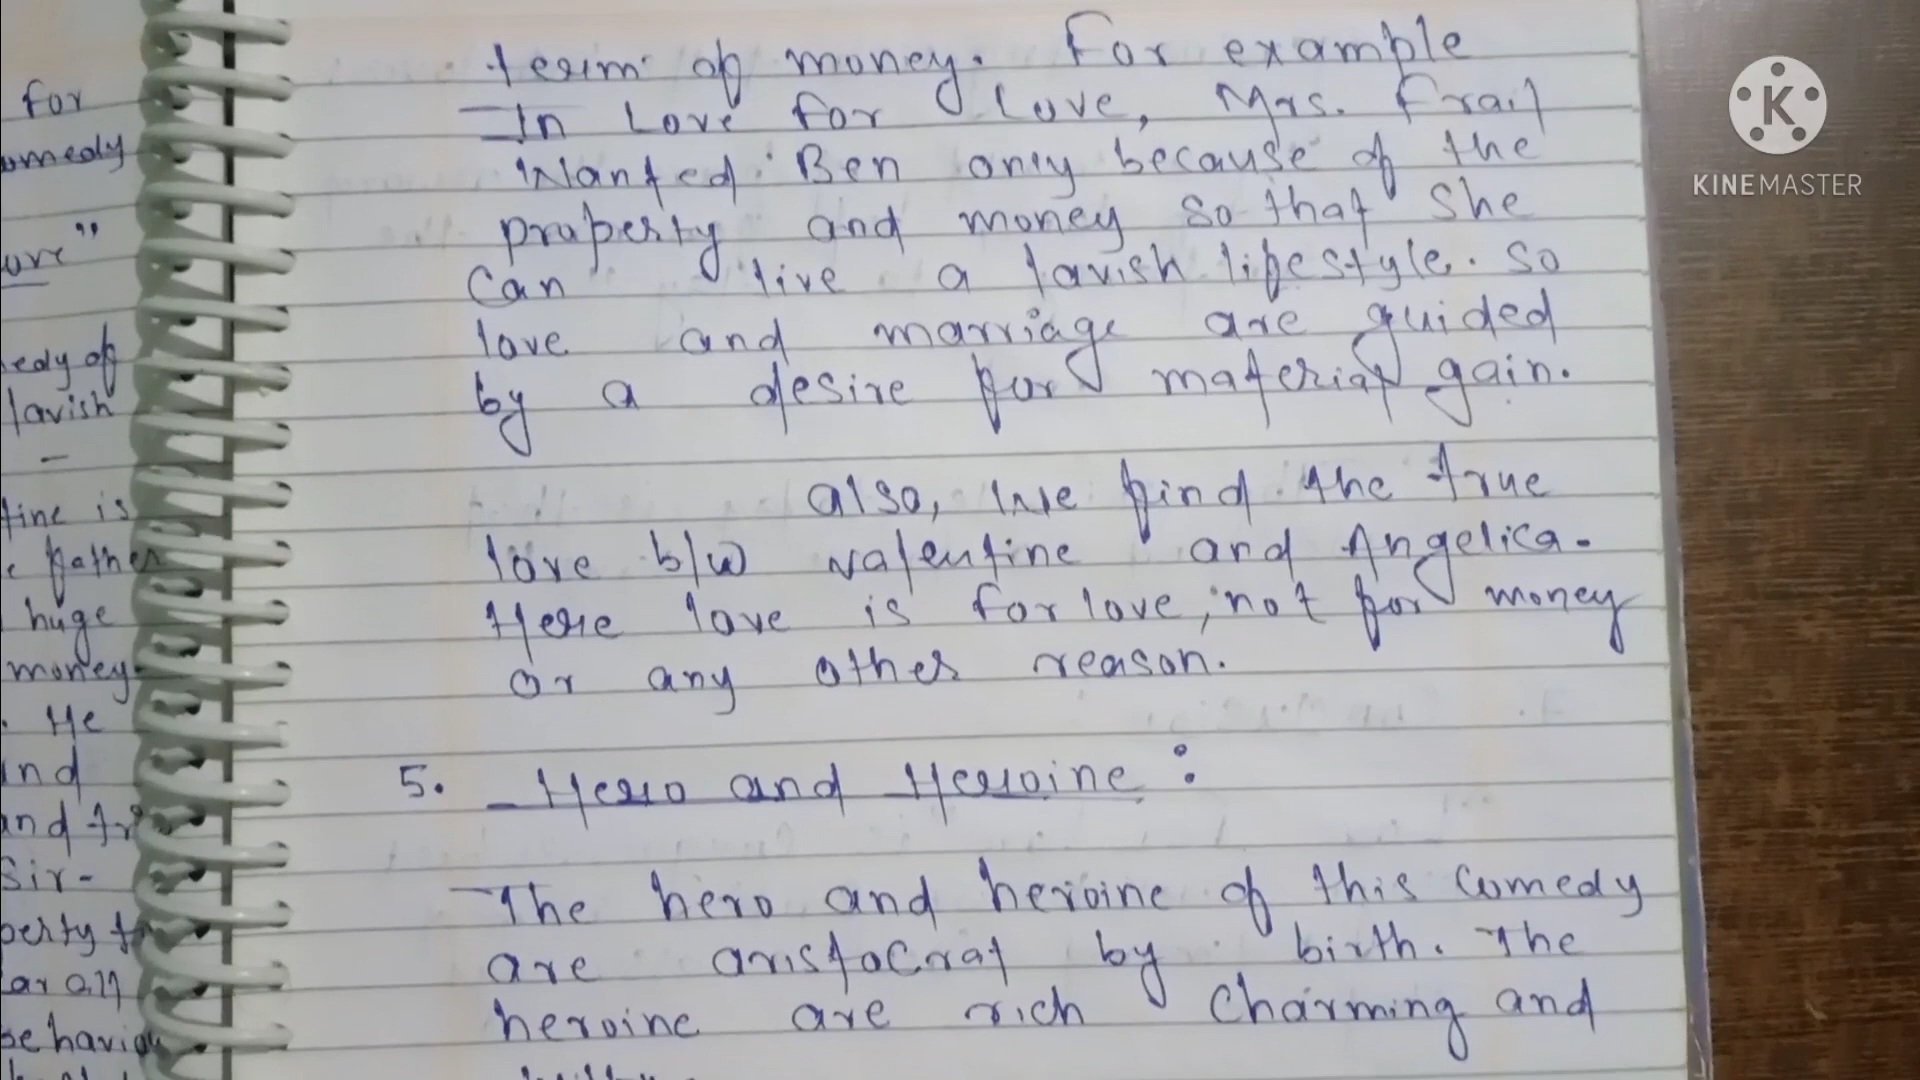 for
omedy
ure"
edy of
lavish
-
tine is
father
huge
money
. He
and
and
Sir-
perty
behaviou
term of money. For example
In Love for Love, Mrs. Frail
Wanted Ben only because of the
property and money so that she
Can live a lavish lifestyle. So
love and marriage are guided
by a desire for material gain.
also, We find the true
love b/w valentine and Angelica.
Here love is for love, not for money
or any other reason.
5. Hero and Heroine :
The hero and heroine of this Comedy
are aristocrat by birth. The
heroine are rich Charming and
K
KINEMASTER